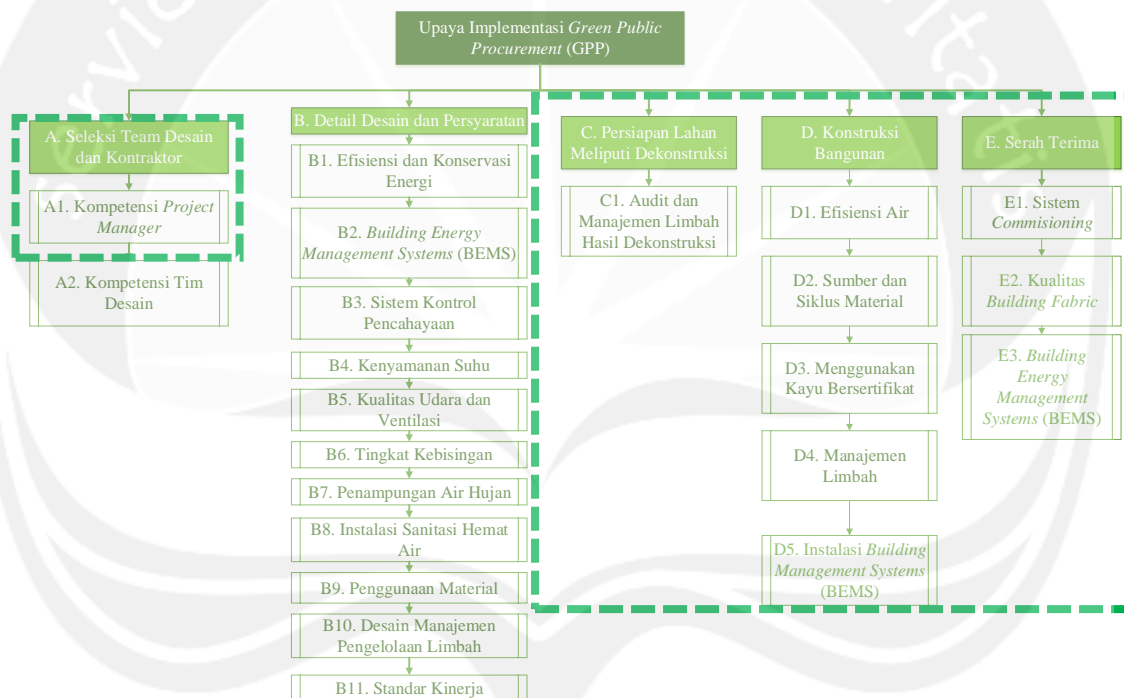 Upaya Implementasi Green Public
Procurement (GPP)
A. Seleksi Team Desain
dan Kontraktor
A1. Kompetensi Project
Manager
A2. Kompetensi Tim
Desain
B. Detail Desain dan Persyaratan
B1. Efisiensi dan Konservasi
Energi
B2. Building Energy
Management Systems (BEMS)
B3. Sistem Kontrol
Pencahayaan
B4. Kenyamanan Suhu
B5. Kualitas Udara dan
Ventilasi
B6. Tingkat Kebisingan
B7. Penampungan Air Hujan
B8. Instalasi Sanitasi Hemat
Air
B9. Penggunaan Material
B10. Desain Manajemen
Pengelolaan Limbah
B11. Standar Kinerja
C. Persiapan Lahan
Meliputi Dekonstruksi
C1. Audit dan
Manajemen Limbah
Hasil Dekonstruksi
D. Konstruksi
Bangunan
D1. Efisiensi Air
D2. Sumber dan
Siklus Material
D3. Menggunakan
Kayu Bersertifikat
D4. Manajemen
Limbah
D5. Instalasi Building
Management Systems
(BEMS)
E. Serah Terima
E1. Sistem
Commisioning
E2. Kualitas
Building Fabric
E3. Building
Energy
Management
Systems (BEMS)